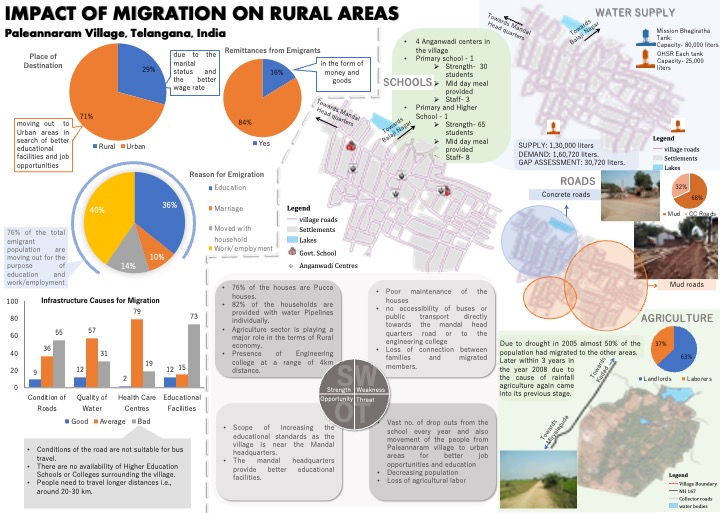 IMPACT OF MIGRATION ON RURAL AREAS
Paleannaram Village, Telangana, India
Place of
Destination
29%
71%
due to the
marital
status and
the better
wage rate
moving out to
Urban areas in
search of better
educational
facilities and job
opportunities
Rural Urban
Remittances from Emigrants
16%
84%
in the form of
money and
goods
Yes
76% of the total
emigrant
population are
moving out for the
purpose of
education and
work/employment
36%
10%
14%
40%
Reason for Emigration
Education
Marriage
Moved with
household
Work/employment
Infrastructure Causes for Migration
100
80
60
40
20
0
9 36 55
12 57 31
2 79 19
12 15 73
Condition of
Roads
Quality of
Water
Health Care
Centres
Educational
Facilities
Good Average Bad
• Conditions of the road are not suitable for bus
travel.
• There are no availability of Higher Education
Schools or Colleges surrounding the village.
• People need to travel longer distances i.e.,
around 20-30 km.
SCHOOLS
• 4 Anganwadi centers in
the village
• Primary school - 1
➤ Strength- 30
students
➤ Mid day meal
provided
➤ Staff- 3
• Primary and Higher
School - 1
➤ Strength- 65
students
➤ Mid day meal
provided
➤ Staff- 8
Towards Mandal
Head quarters
Towards
Balaji Nagar
Legend
village roads
Settlements
Lakes
Govt. School
Anganwadi Centres
• 76% of the houses are Pucca
houses.
• 82% of the households are
provided with water Pipelines
individually.
• Agriculture sector is playing a
major role in the terms of Rural
economy.
• Presence of Engineering
college at a range of 4km
distance.
• Poor maintenance of the
houses
• no accessibility of buses or
public transport directly
towards the mandal head
quarters road or to the
engineering college
• Loss of connection between
families and migrated
members.
SW
Strength Weakness
Opportunity Threat
OT
• Scope of increasing the
educational standards as the
village is near the Mandal
headquarters.
• The mandal headquarters
provide better educational
facilities.
• Vast no. of drop outs from the
school every year and also
movement of the people from
Paleannaram village to urban
areas for better job
opportunities and education
• Decreasing population
• Loss of agricultural labor
WATER SUPPLY
Towards Mandal
Head quarters
Towards
Balaji Nagar
Mission Bhagiratha
Tank:
Capacity- 80,000 liters
OHSR Each tank
Capacity- 25,000
liters
SUPPLY: 1,30,000 liters.
DEMAND: 1,60,720 liters.
GAP ASSESSMENT: 30,720 liters.
Legend
village roads
Settlements
Lakes
ROADS
Concrete roads
32%
68%
Mud CC Roads
Mud roads
AGRICULTURE
Due to drought in 2005 almost 50% of the
population had migrated to the other areas.
Later within 3 years in
the year 2008 due to
the cause of rainfall
agriculture again came
into its previous stage.
37%
63%
Landlords Laborers
Towards
Towards
Legend
Village Boundary
NH 167
Collector roads
water bodies